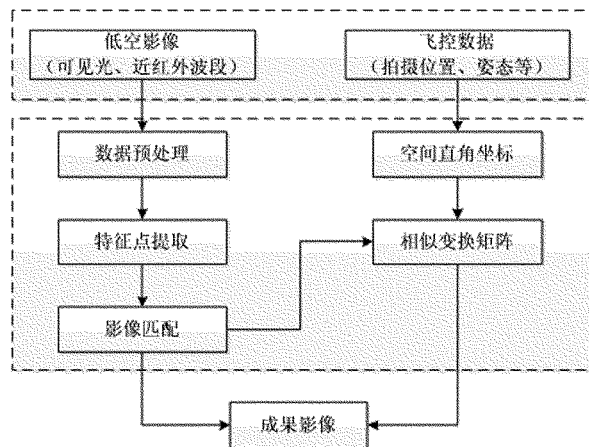 低空影像
（可见光、近红外波段）
飞控数据
（拍摄位置、姿态等）
数据预处理
空间直角坐标
特征点提取
相似变换矩阵
影像匹配
成果影像